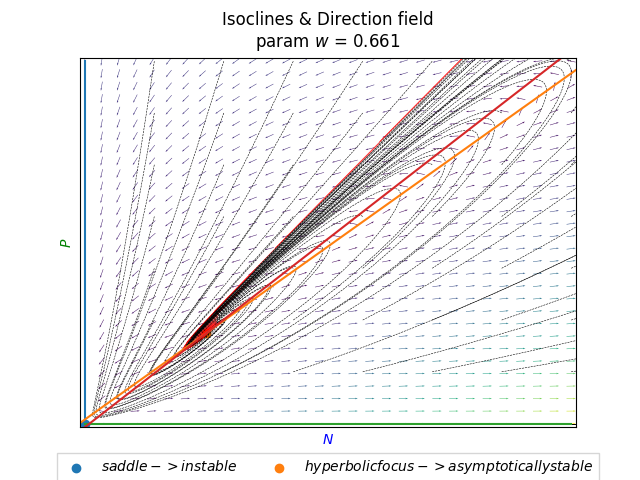 Isoclines & Direction field
param w = 0.661
P
N
saddle−>instable
hyperbolicfocus−>asymptoticallystable